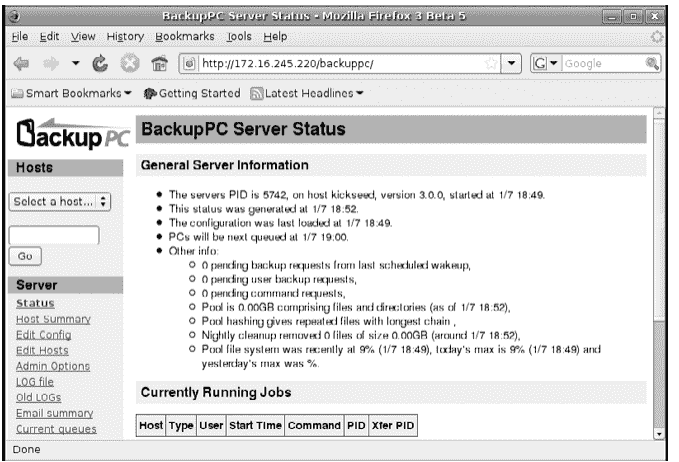 BackupPC Server Status - Mozilla Firefox 3 Beta 5
File Edit View History Bookmarks Tools Help
http://172.16.245.220/backuppc/
G Google
Smart Bookmarks Getting Started Latest Headlines
BackupPC
Hosts
Select a host...
Go
Server
Status
Host Summary
Edit Config
Edit Hosts
Admin Options
LOG file
Old LOGs
Email summary
Current queues
BackupPC Server Status
General Server Information
The servers PID is 5742, on host kickseed, version 3.0.0, started at 1/7 18:49.
This status was generated at 1/7 18:52.
The configuration was last loaded at 1/7 18:49.
PCs will be next queued at 1/7 19:00.
Other info:
0 pending backup requests from last scheduled wakeup,
0 pending user backup requests,
0 pending command requests,
Pool is 0.00GB comprising files and directories (as of 1/7 18:52),
Pool hashing gives repeated files with longest chain ,
Nightly cleanup removed 0 files of size 0.00GB (around 1/7 18:52),
Pool file system was recently at 9% (1/7 18:49), today's max is 9% (1/7 18:49) and
yesterday's max was %.
Currently Running Jobs
Host Type User Start Time Command PID Xfer PID
Done